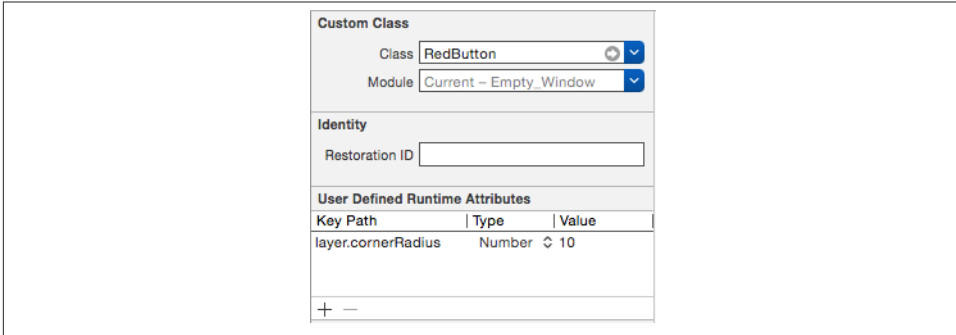 Custom Class
Class RedButton
Module Current – Empty_Window
Identity
Restoration ID
User Defined Runtime Attributes
Key Path | Type | Value |
layer.cornerRadius Number 10
+ −